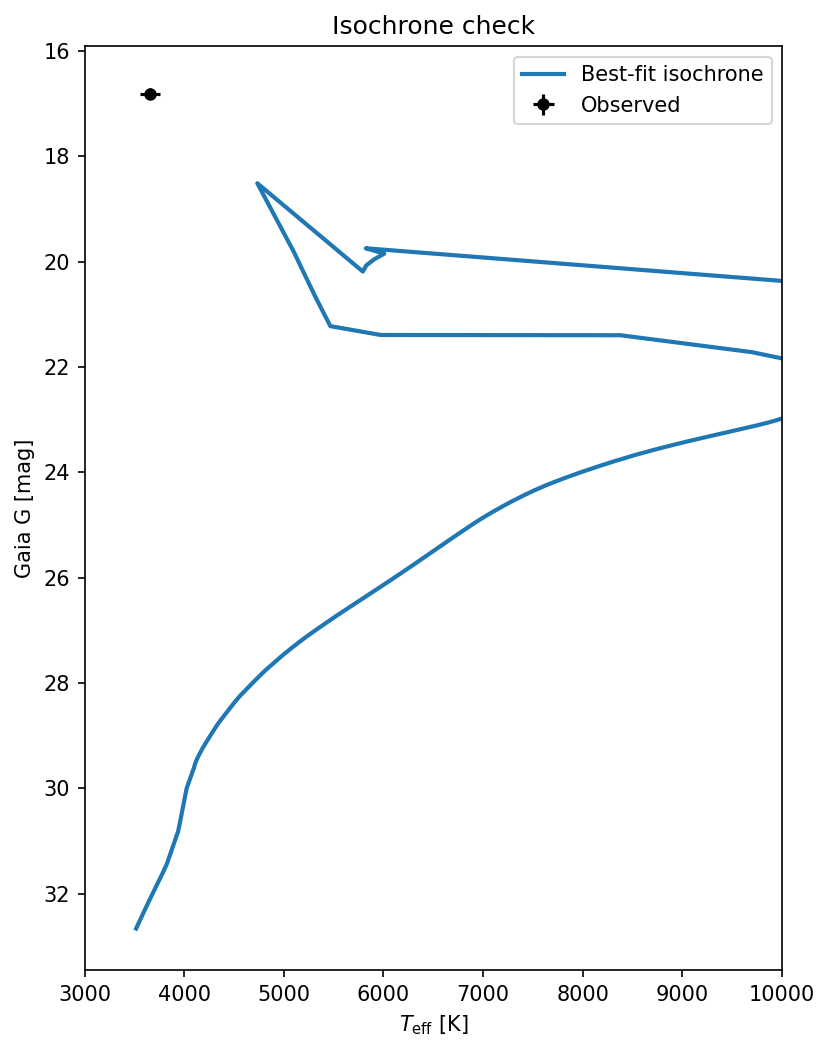 Isochrone check
Best-fit isochrone
Observed
16
18
20
22
24
26
28
30
32
Gaia G [mag]
3000 4000 5000 6000 7000 8000 9000 10000
T_eff [K]